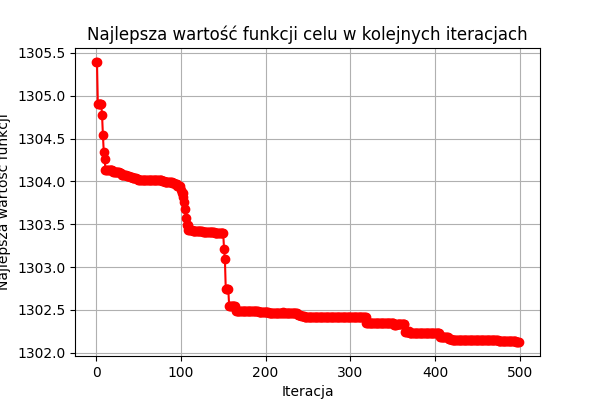 Najlepsza wartość funkcji celu w kolejnych iteracjach
1305.5
1305.0
1304.5
1304.0
1303.5
1303.0
1302.5
1302.0
Najlepsza wartość funkcji
0 100 200 300 400 500
Iteracja